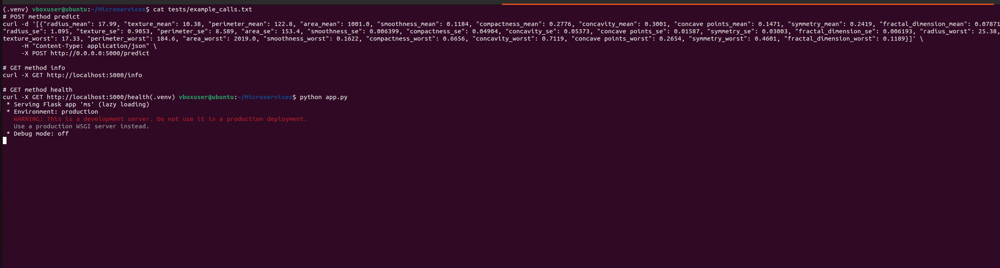 (.venv) vboxuser@ubuntu:~/Microservices$ cat tests/example_calls.txt
# POST method predict
curl -d '[{"radius_mean": 17.99, "texture_mean": 10.38, "perimeter_mean": 122.8, "area_mean": 1001.0, "smoothness_mean": 0.1184, "compactness_mean": 0.2776, "concavity_mean": 0.3001, "concave points_mean": 0.1471, "symmetry_mean": 0.2419, "fractal_dimension_mean": 0.07871
"radius_se": 1.095, "texture_se": 0.9053, "perimeter_se": 8.589, "area_se": 153.4, "smoothness_se": 0.006399, "compactness_se": 0.04904, "concavity_se": 0.05373, "concave points_se": 0.01587, "symmetry_se": 0.03003, "fractal_dimension_se": 0.006193, "radius_worst": 25.38,
texture_worst": 17.33, "perimeter_worst": 184.6, "area_worst": 2019.0, "smoothness_worst": 0.1622, "compactness_worst": 0.6656, "concavity_worst": 0.7119, "concave points_worst": 0.2654, "symmetry_worst": 0.4601, "fractal_dimension_worst": 0.1189}]' \
     -H "Content-Type: application/json" \
     -X POST http://0.0.0.0:5000/predict
# GET method info
curl -X GET http://localhost:5000/info
# GET method health
curl -X GET http://localhost:5000/health(.venv) vboxuser@ubuntu:~/Microservices$ python app.py
 * Serving Flask app 'ms' (lazy loading)
 * Environment: production
   WARNING: This is a development server. Do not use it in a production deployment.
   Use a production WSGI server instead.
 * Debug mode: off